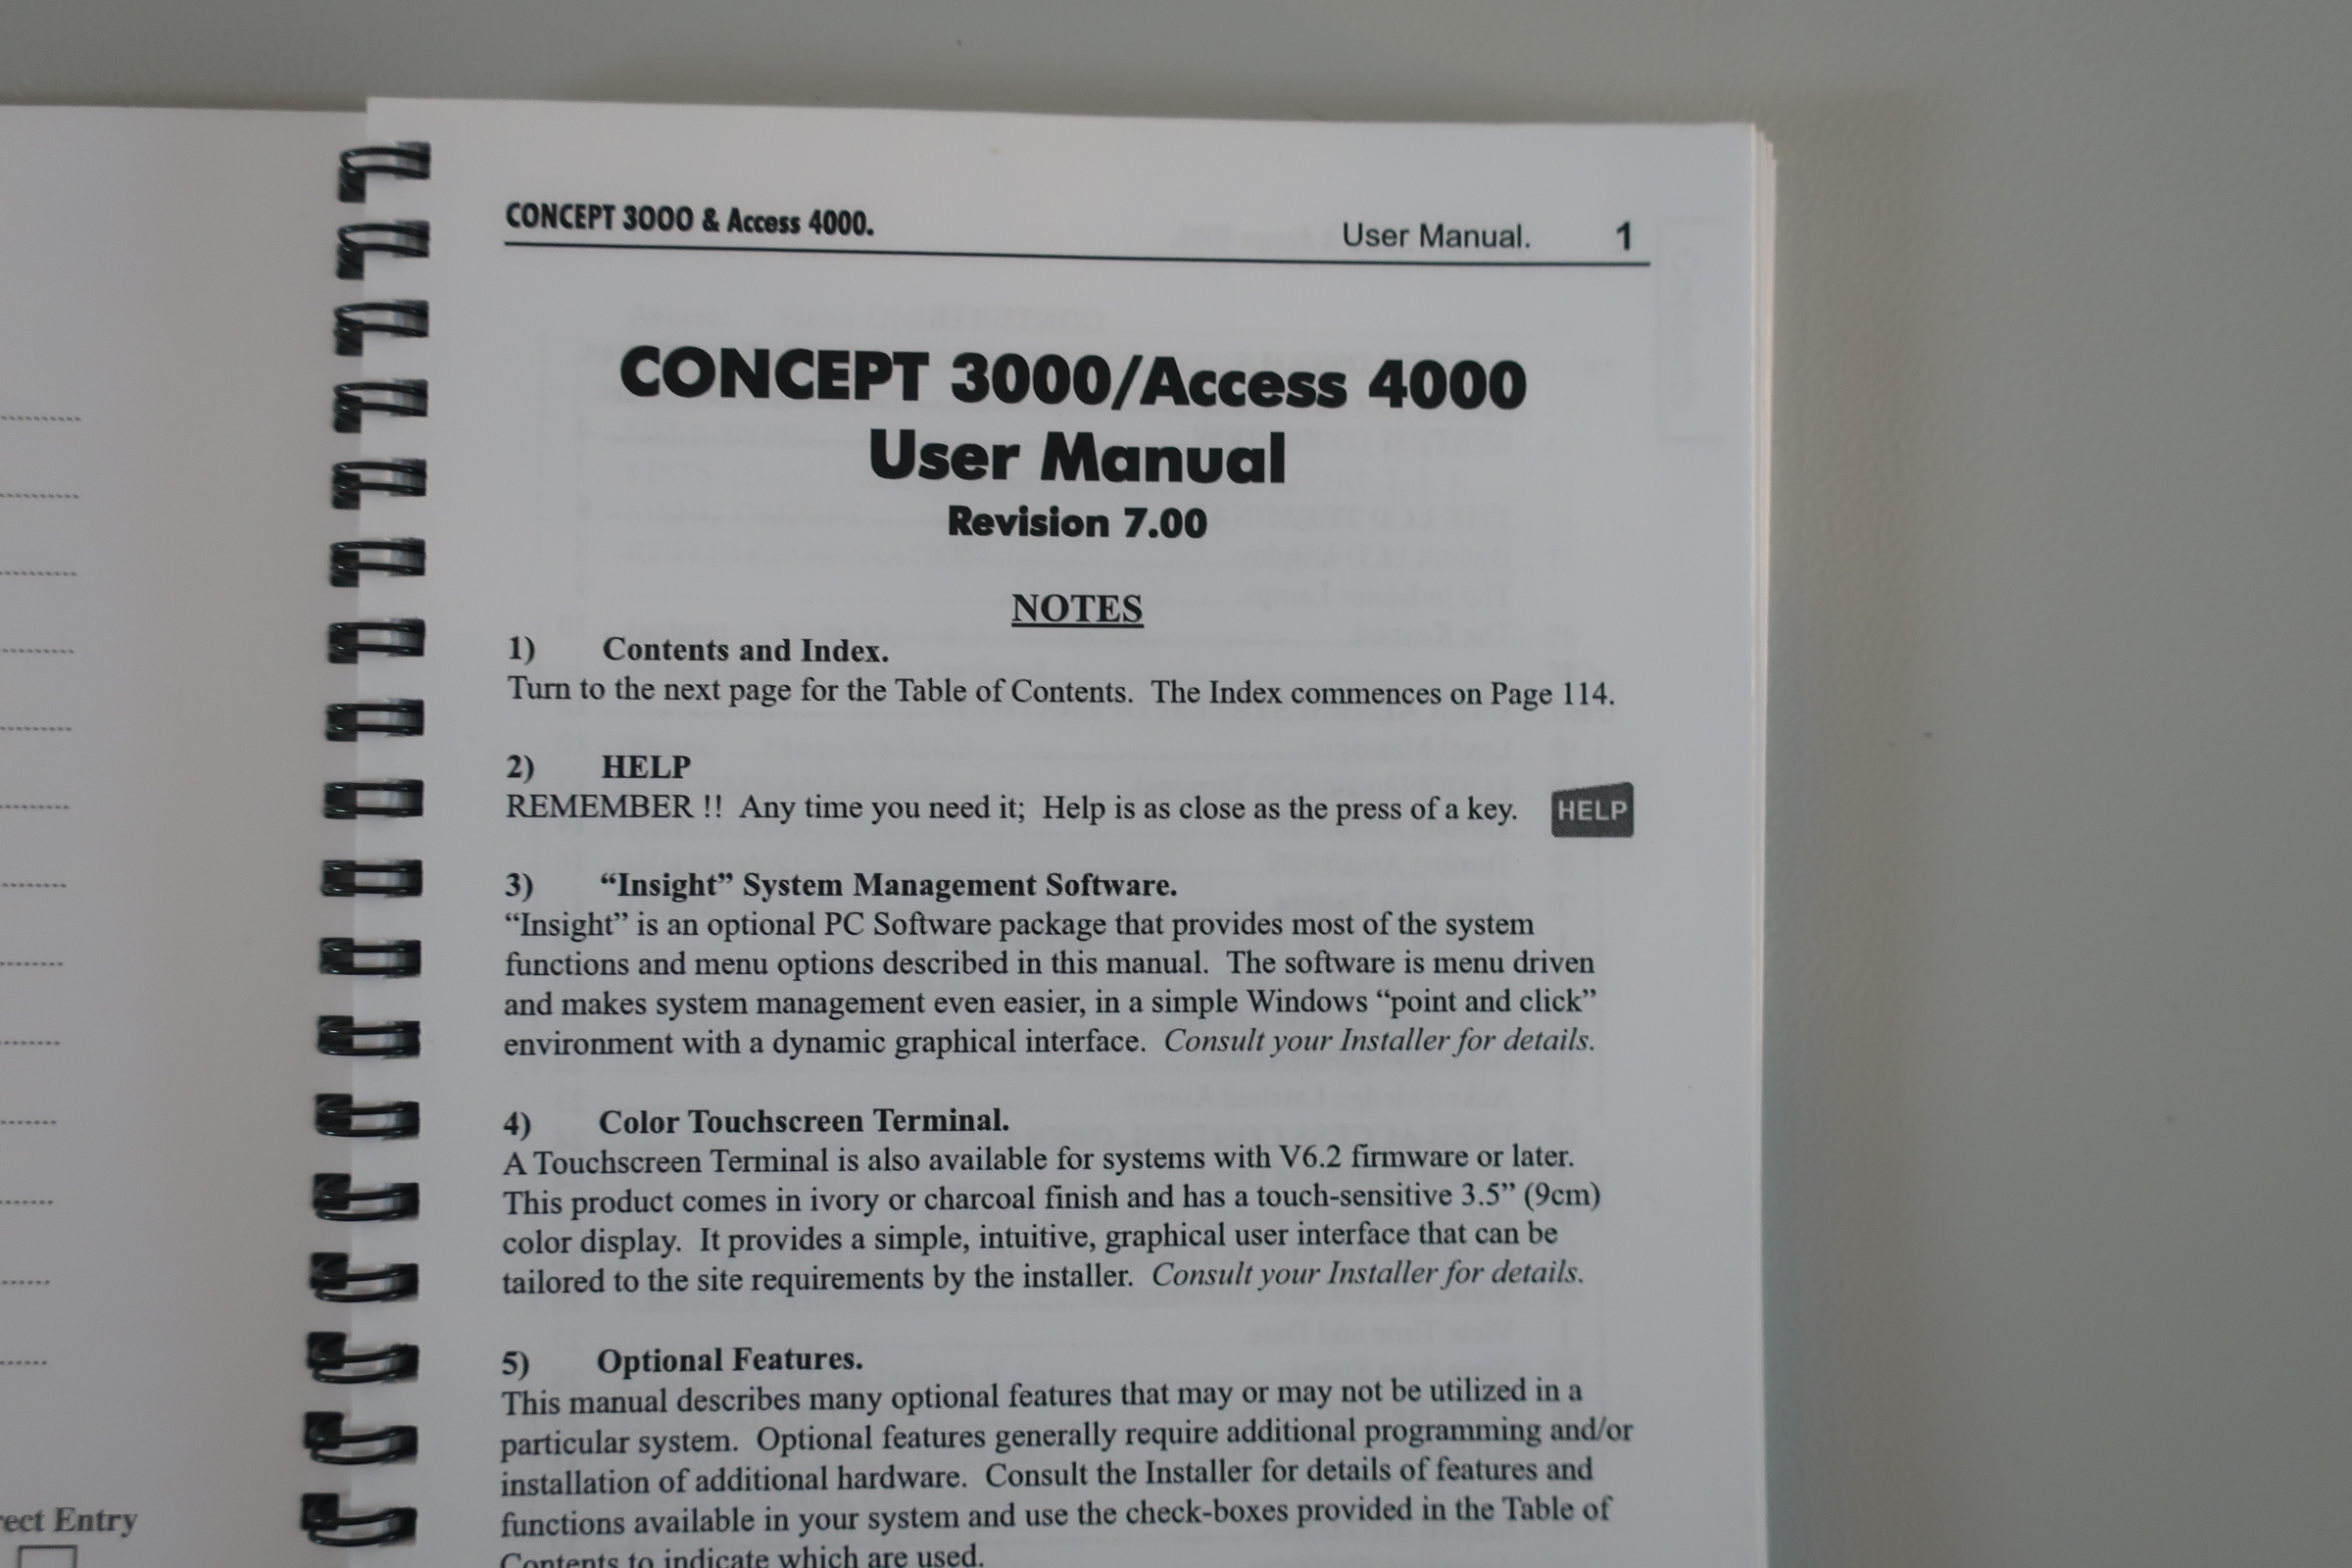 CONCEPT 3000 & Access 4000. User Manual. 1
CONCEPT 3000/Access 4000
User Manual
Revision 7.00
NOTES
1) Contents and Index.
Turn to the next page for the Table of Contents. The Index commences on Page 114.
2) HELP
REMEMBER !! Any time you need it; Help is as close as the press of a key. HELP
3) “Insight” System Management Software.
“Insight” is an optional PC Software package that provides most of the system
functions and menu options described in this manual. The software is menu driven
and makes system management even easier, in a simple Windows “point and click”
environment with a dynamic graphical interface. Consult your Installer for details.
4) Color Touchscreen Terminal.
A Touchscreen Terminal is also available for systems with V6.2 firmware or later.
This product comes in ivory or charcoal finish and has a touch-sensitive 3.5” (9cm)
color display. It provides a simple, intuitive, graphical user interface that can be
tailored to the site requirements by the installer. Consult your Installer for details.
5) Optional Features.
This manual describes many optional features that may or may not be utilized in a
particular system. Optional features generally require additional programming and/or
installation of additional hardware. Consult the Installer for details of features and
functions available in your system and use the check-boxes provided in the Table of
Contents to indicate which are used.
ect Entry